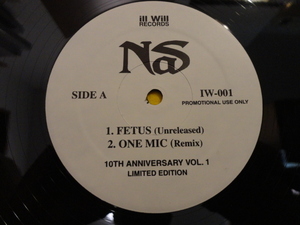 ill Will
RECORDS
NaS
SIDE A
IW-001
PROMOTIONAL USE ONLY
1. FETUS (Unreleased)
2. ONE MIC (Remix)
10TH ANNIVERSARY VOL. 1
LIMITED EDITION